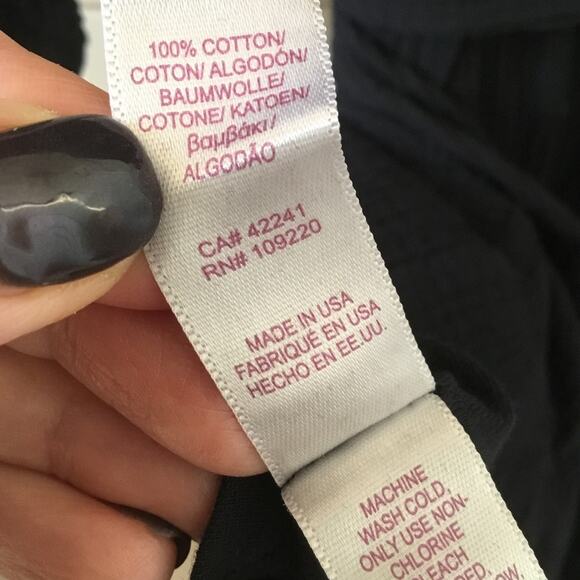 100% COTTON/
COTON/ ALGODÓN/
BAUMWOLLE/
COTONE/ KATOEN/
βαμβάκι /
ALGODÃO
CA# 42241
RN# 109220
MADE IN USA
FABRIQUÉ EN USA
HECHO EN EE.UU.
MACHINE
WASH COLD.
ONLY USE NON-
CHLORINE